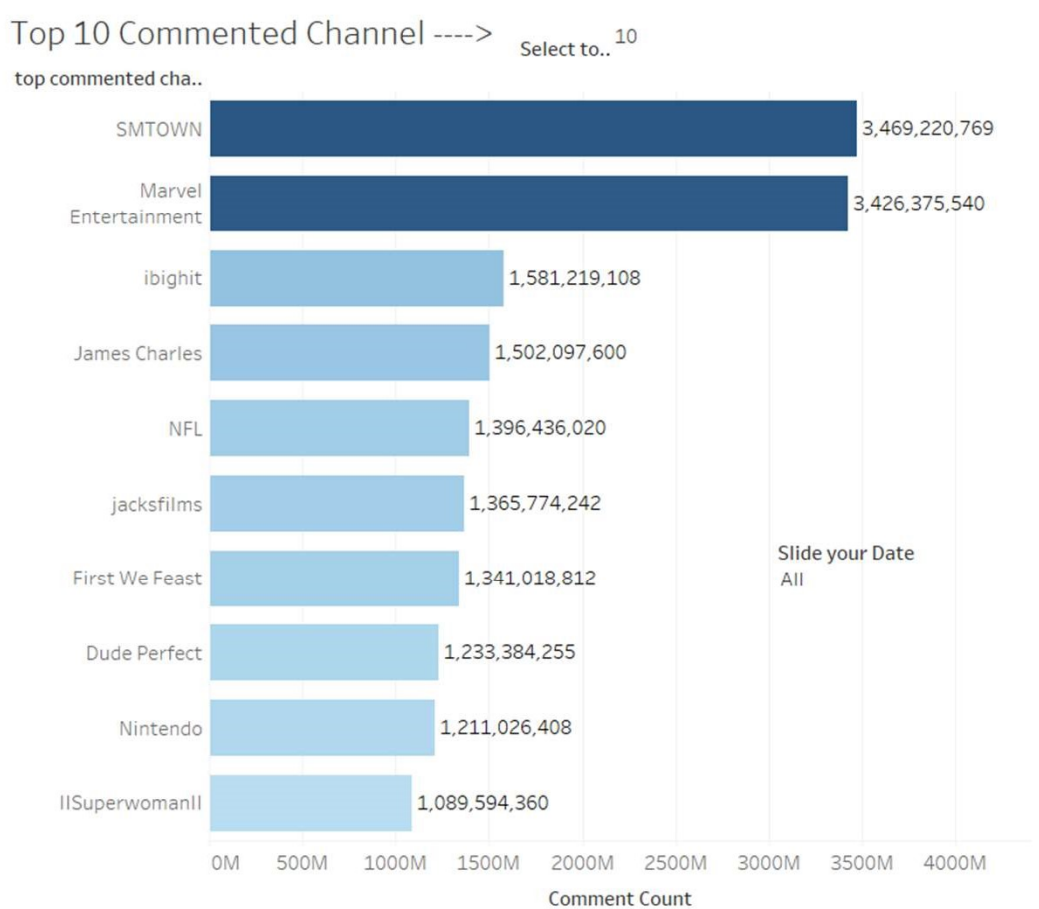 Top 10 Commented Channel ---->
Select to.. 10
top commented cha..
SMTOWN 3,469,220,769
Marvel
Entertainment 3,426,375,540
ibighit 1,581,219,108
James Charles 1,502,097,600
NFL 1,396,436,020
jacksfilms 1,365,774,242
First We Feast 1,341,018,812
Slide your Date
All
Dude Perfect 1,233,384,255
Nintendo 1,211,026,408
IISuperwomanII 1,089,594,360
0M 500M 1000M 1500M 2000M 2500M 3000M 3500M 4000M
Comment Count